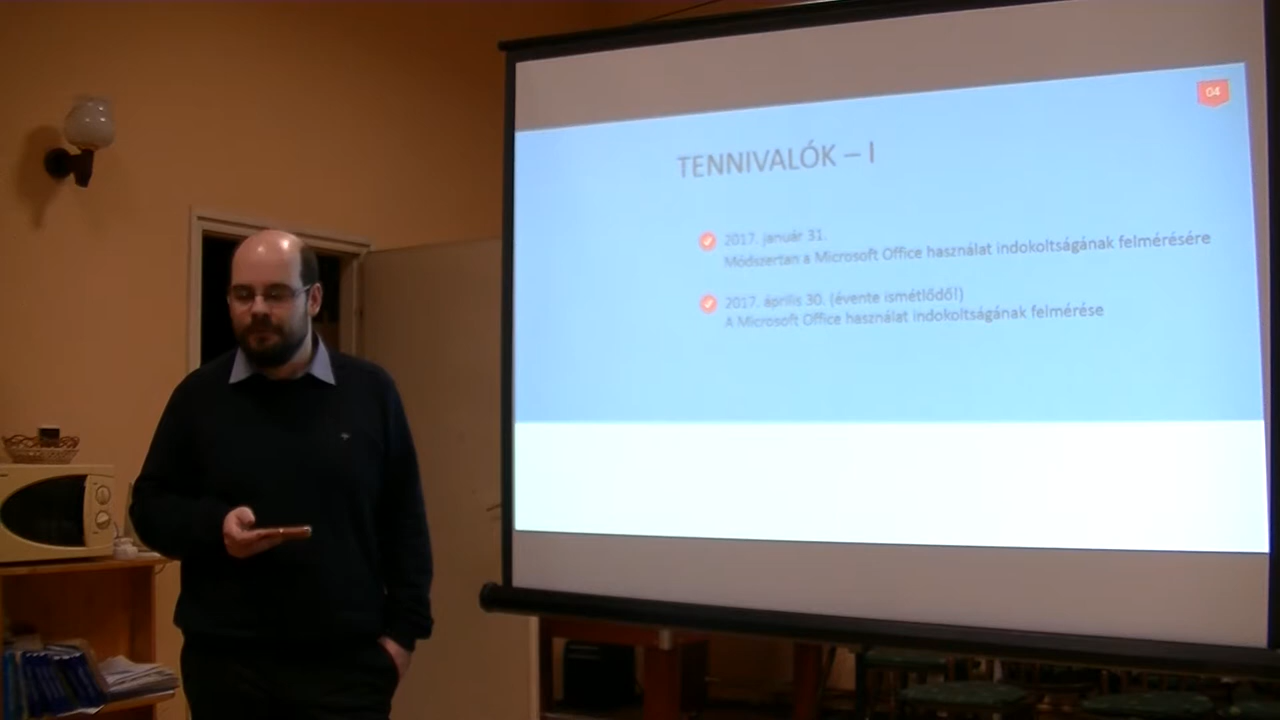 04
TENNIVALÓK – I
2017. január 31.
Módszertan a Microsoft Office használat indokoltságának felmérésére
2017. április 30. (évente ismétlődő!)
A Microsoft Office használat indokoltságának felmérése